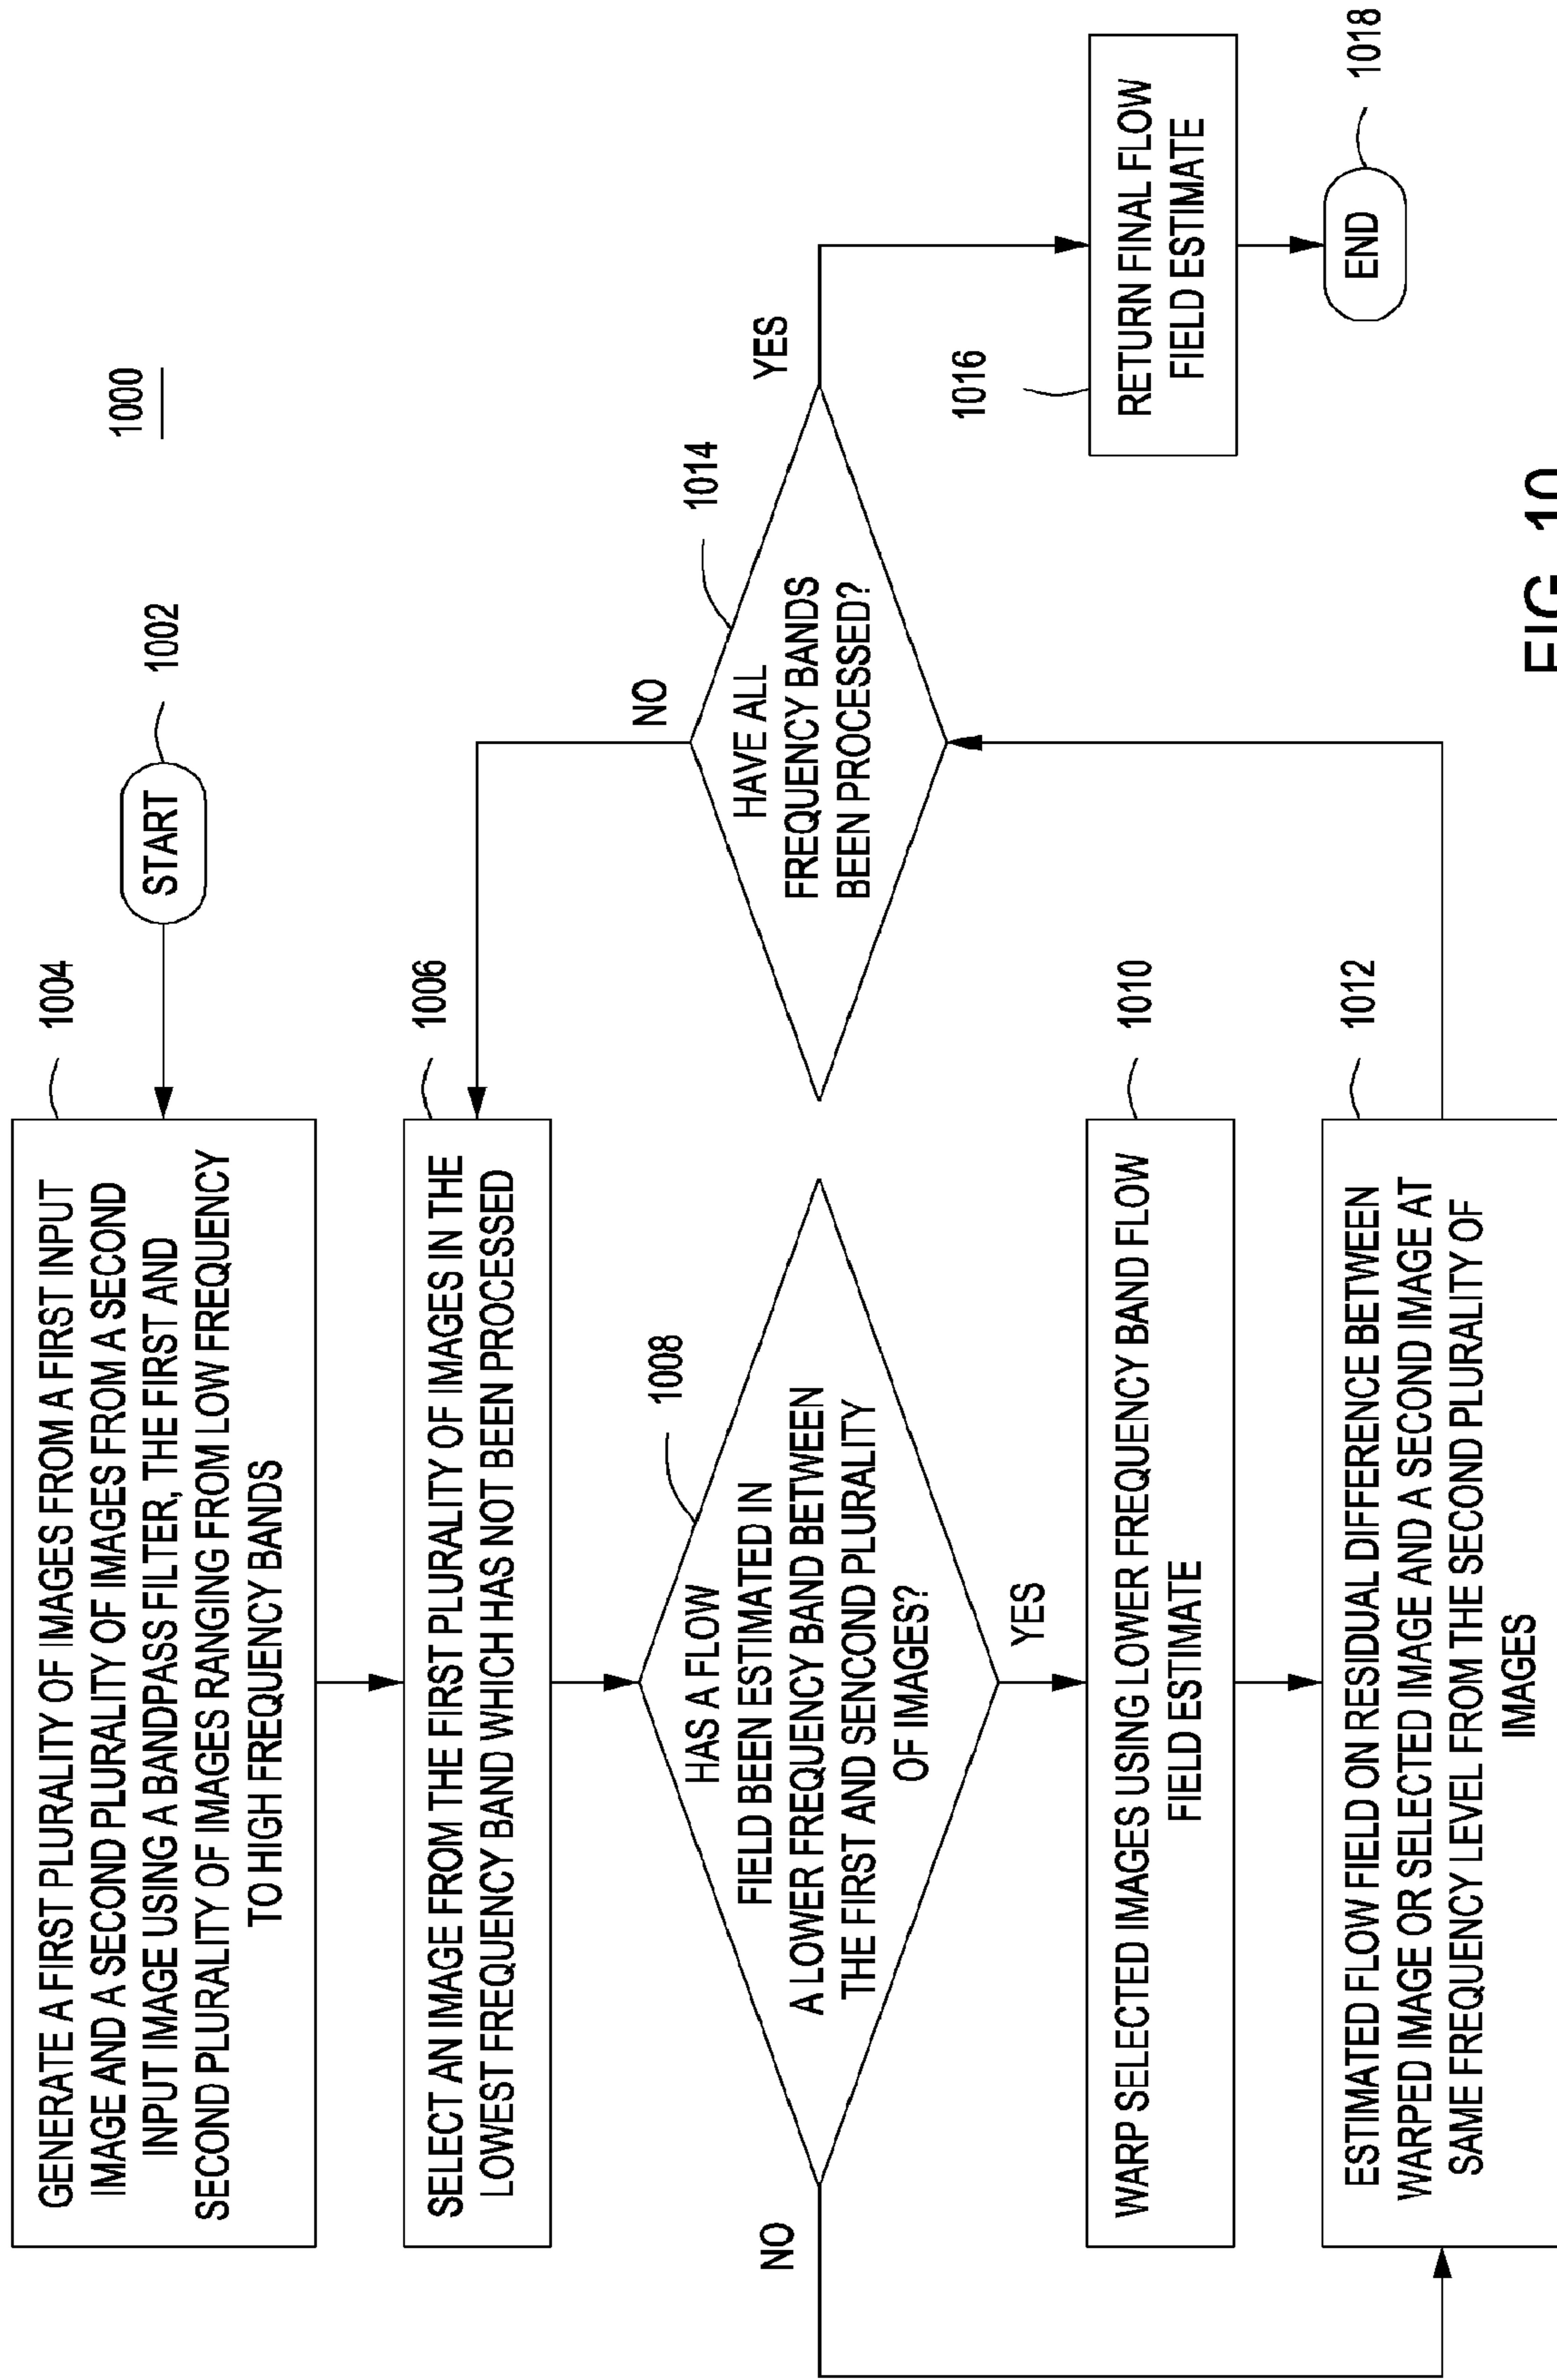 1000
START
1002
1004
GENERATE A FIRST PLURALITY OF IMAGES FROM A FIRST INPUT
IMAGE AND A SECOND PLURALITY OF IMAGES FROM A SECOND
INPUT IMAGE USING A BANDPASS FILTER, THE FIRST AND
SECOND PLURALITY OF IMAGES RANGING FROM LOW FREQUENCY
TO HIGH FREQUENCY BANDS
1006
SELECT AN IMAGE FROM THE FIRST PLURALITY OF IMAGES IN THE
LOWEST FREQUENCY BAND WHICH HAS NOT BEEN PROCESSED
1008
HAS A FLOW
FIELD BEEN ESTIMATED IN
A LOWER FREQUENCY BAND BETWEEN
THE FIRST AND SENCOND PLURALITY
OF IMAGES?
NO
YES
1010
WARP SELECTED IMAGES USING LOWER FREQUENCY BAND FLOW
FIELD ESTIMATE
1012
ESTIMATED FLOW FIELD ON RESIDUAL DIFFERENCE BETWEEN
WARPED IMAGE OR SELECTED IMAGE AND A SECOND IMAGE AT
SAME FREQUENCY LEVEL FROM THE SECOND PLURALITY OF
IMAGES
NO
1014
HAVE ALL
FREQUENCY BANDS
BEEN PROCESSED?
YES
1016
RETURN FINAL FLOW
FIELD ESTIMATE
END
1018
FIG. 10